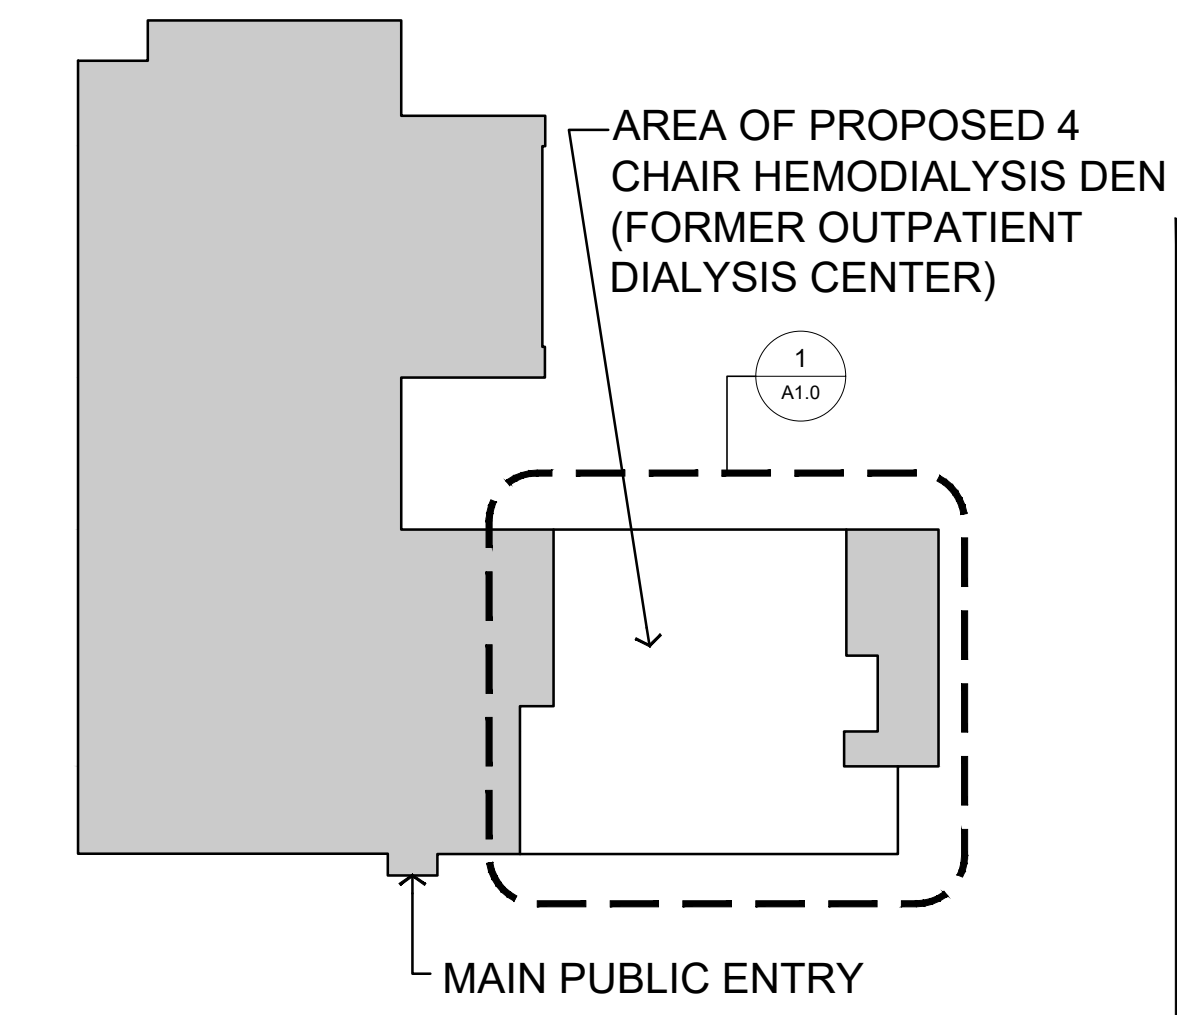 AREA OF PROPOSED 4
CHAIR HEMODIALYSIS DEN
(FORMER OUTPATIENT
DIALYSIS CENTER)
1
A1.0
MAIN PUBLIC ENTRY